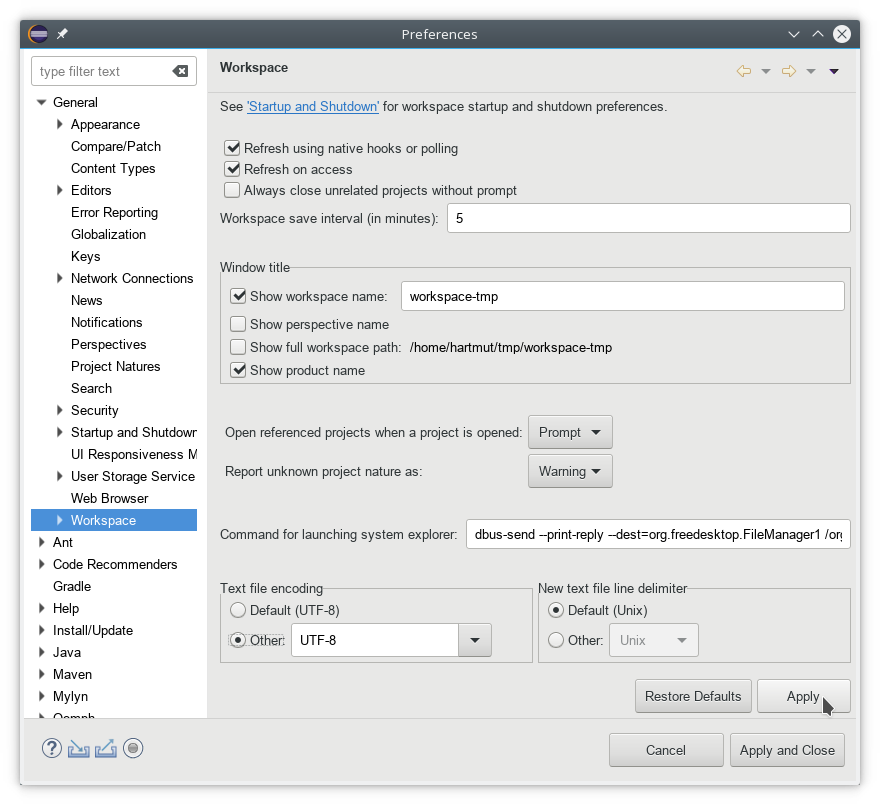 Preferences
type filter text
General
Appearance
Compare/Patch
Content Types
Editors
Error Reporting
Globalization
Keys
Network Connections
News
Notifications
Perspectives
Project Natures
Search
Security
Startup and Shutdown
UI Responsiveness M
User Storage Service
Web Browser
Workspace
Ant
Code Recommenders
Gradle
Help
Install/Update
Java
Maven
Mylyn
Oomph
Workspace
See 'Startup and Shutdown' for workspace startup and shutdown preferences.
Refresh using native hooks or polling
Refresh on access
Always close unrelated projects without prompt
Workspace save interval (in minutes): 5
Window title
Show workspace name: workspace-tmp
Show perspective name
Show full workspace path: /home/hartmut/tmp/workspace-tmp
Show product name
Open referenced projects when a project is opened: Prompt
Report unknown project nature as: Warning
Command for launching system explorer: dbus-send --print-reply --dest=org.freedesktop.FileManager1 /org
Text file encoding
Default (UTF-8)
Other: UTF-8
New text file line delimiter
Default (Unix)
Other: Unix
Restore Defaults Apply
Cancel Apply and Close